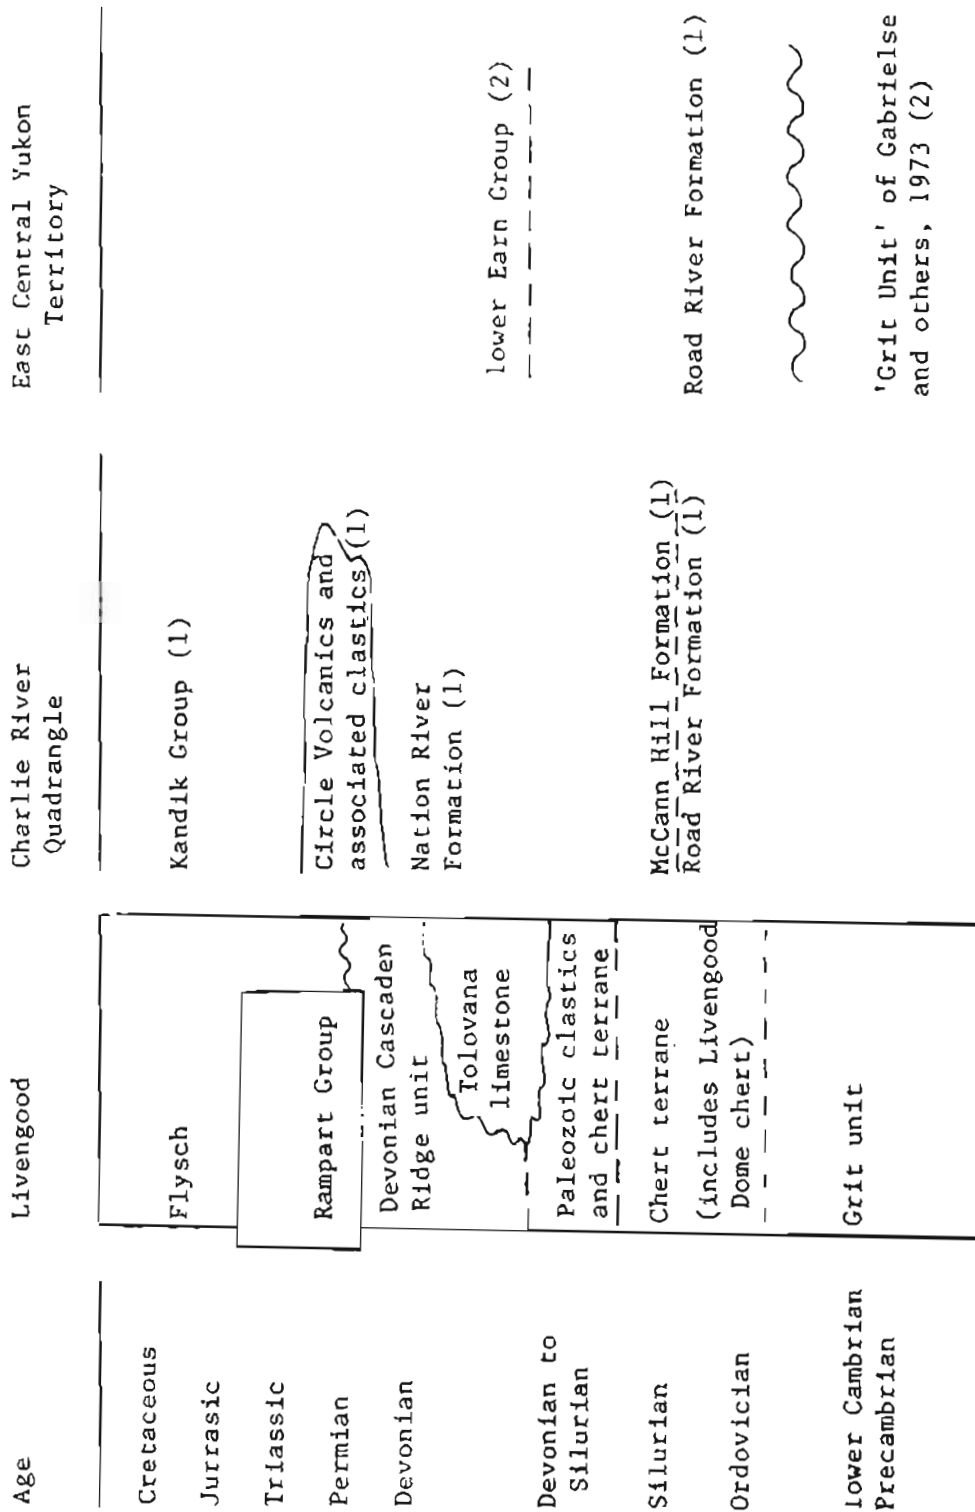 Age
Cretaceous
Jurrasic
Triassic
Permian
Devonian
Devonian to
Silurian
Silurian
Ordovician
lower Cambrian
Precambrian
Livengood
Flysch
Rampart Group
Devonian Cascaden
Ridge unit
Tolovana
limestone
Paleozoic clastics
and chert terrane
Chert terrane
(includes Livengood
Dome chert)
Grit unit
Charlie River
Quadrangle
Kandik Group (1)
Circle Volcanics and
associated clastics (1)
Nation River
Formation (1)
McCann Hill Formation (1)
Road River Formation (1)
East Central Yukon
Territory
lower Earn Group (2)
Road River Formation (1)
'Grit Unit' of Gabrielse
and others, 1973 (2)